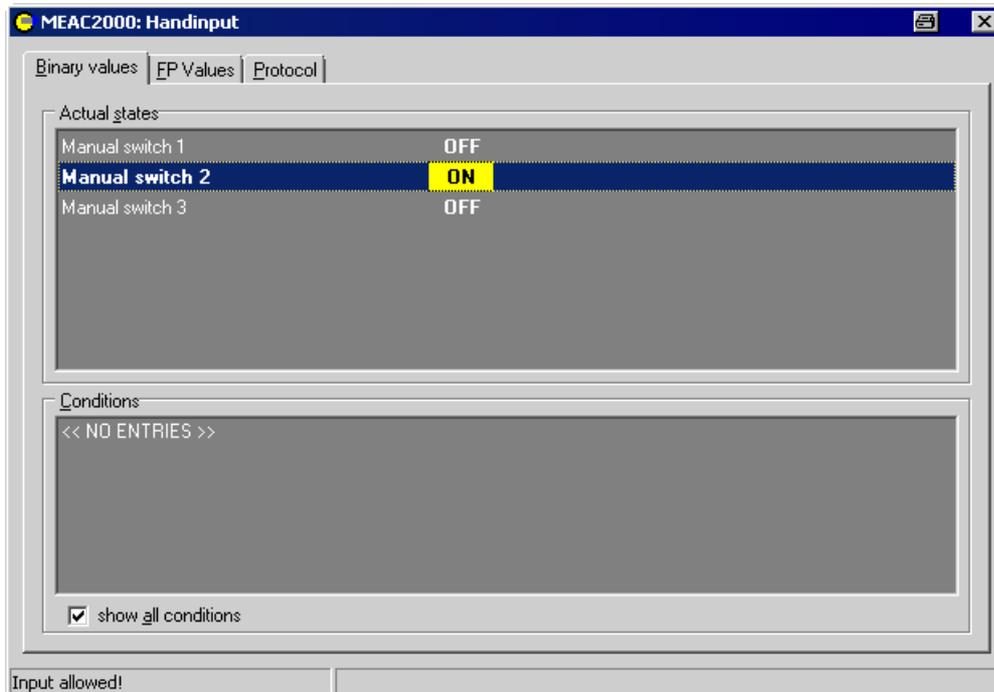 MEAC2000: Handinput
Binary values FP Values Protocol
Actual states
Manual switch 1 OFF
Manual switch 2 ON
Manual switch 3 OFF
Conditions
<< NO ENTRIES >>
show all conditions
Input allowed!